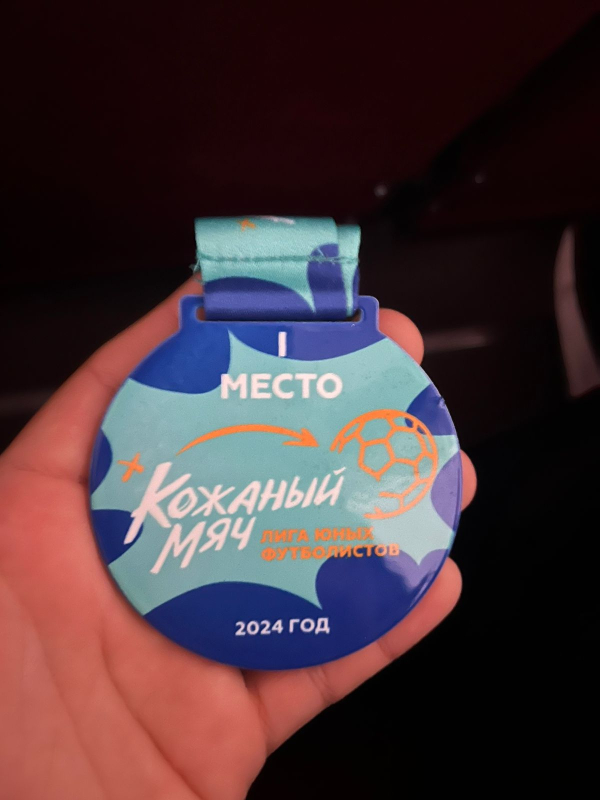 I
МЕСТО
Кожаный
мяч
ЛИГА ЮНЫХ
ФУТБОЛИСТОВ
2024 ГОД